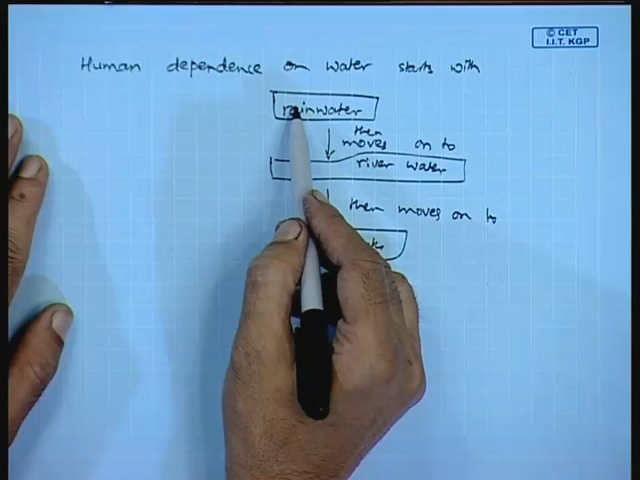 © CET
I.I.T. KGP
Human dependence on water starts with
rainwater
then
moves on to
river water
then moves on to